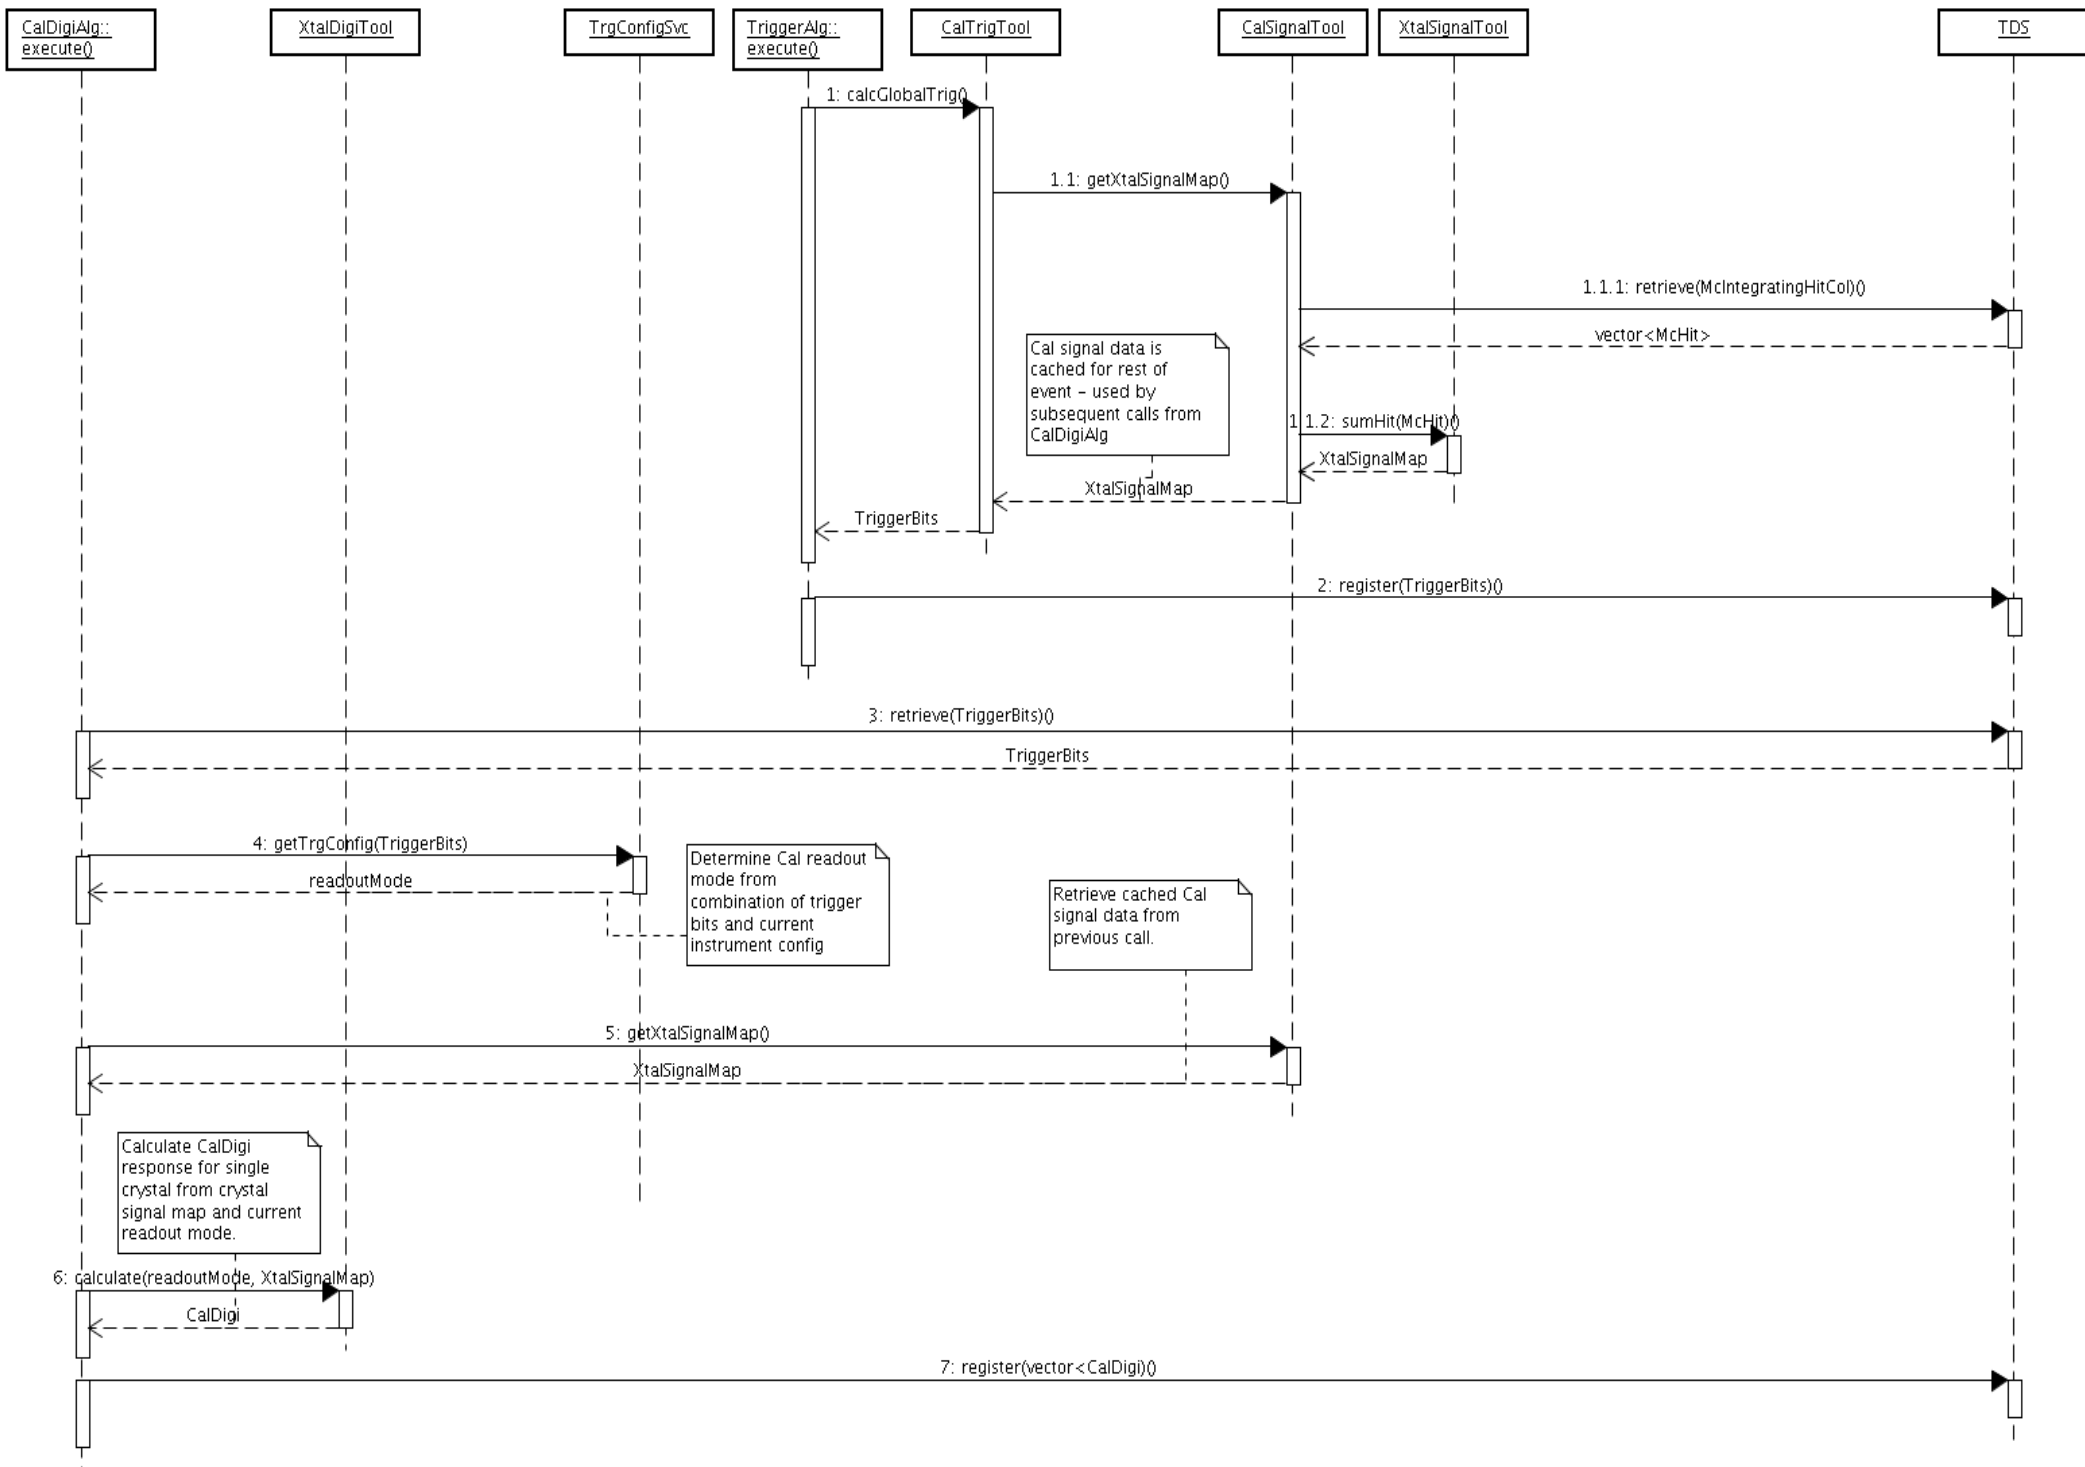 CalDigiAlg::
execute()
XtalDigiTool
TrgConfigSvc
TriggerAlg::
execute()
CalTrigTool
CalSignalTool
XtalSignalTool
TDS
1: calcGlobalTrig()
1.1: getXtalSignalMap()
1.1.1: retrieve(McIntegratingHitCol)()
vector<McHit>
Cal signal data is
cached for rest of
event – used by
subsequent calls from
CalDigiAlg
1.1.2: sumHit(McHit)()
XtalSignalMap
XtalSignalMap
TriggerBits
2: register(TriggerBits)()
3: retrieve(TriggerBits)()
TriggerBits
4: getTrgConfig(TriggerBits)
readoutMode
Determine Cal readout
mode from
combination of trigger
bits and current
instrument config
Retrieve cached Cal
signal data from
previous call.
5: getXtalSignalMap()
XtalSignalMap
Calculate CalDigi
response for single
crystal from crystal
signal map and current
readout mode.
6: calculate(readoutMode, XtalSignalMap)
CalDigi
7: register(vector<CalDigi)()